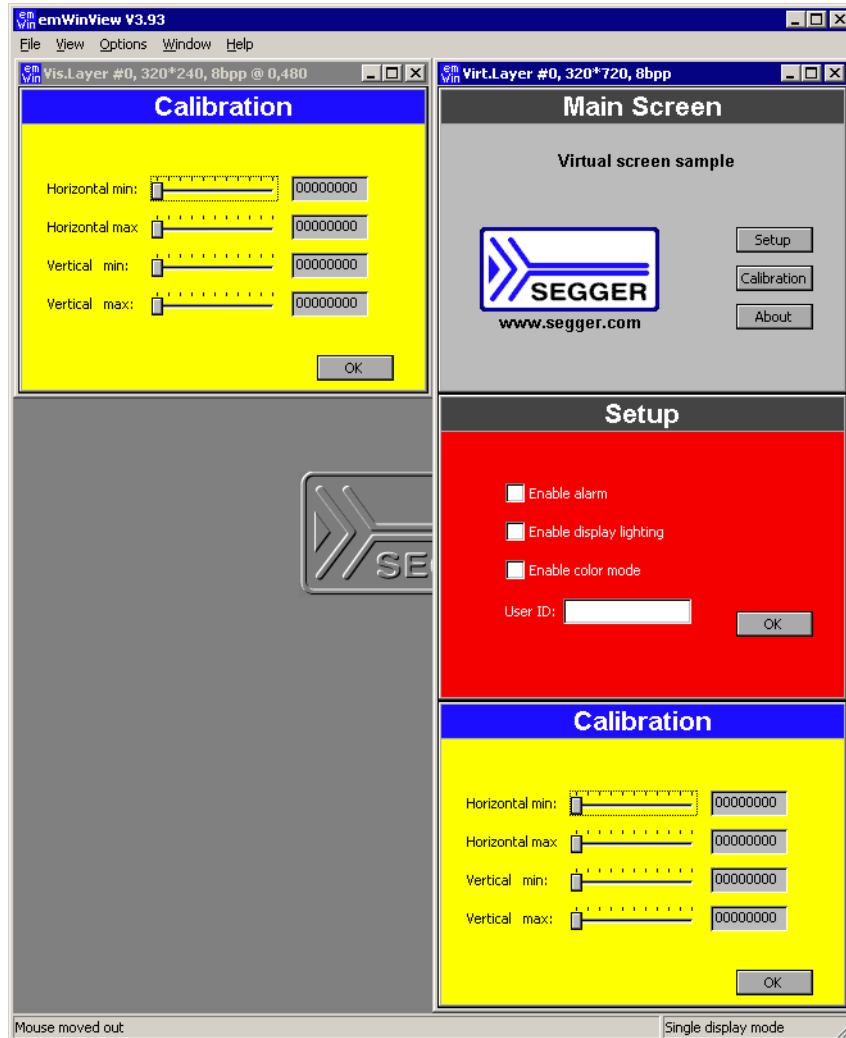 emWin emWinView V3.93
File View Options Window Help
emWin Vis.Layer #0, 320*240, 8bpp @ 0,480
Calibration
Horizontal min: 00000000
Horizontal max 00000000
Vertical min: 00000000
Vertical max: 00000000
OK
emWin Virt.Layer #0, 320*720, 8bpp
Main Screen
Virtual screen sample
SEGGER
www.segger.com
Setup
Calibration
About
Setup
Enable alarm
Enable display lighting
Enable color mode
User ID:
OK
Calibration
Horizontal min: 00000000
Horizontal max 00000000
Vertical min: 00000000
Vertical max: 00000000
OK
SE
Mouse moved out
Single display mode